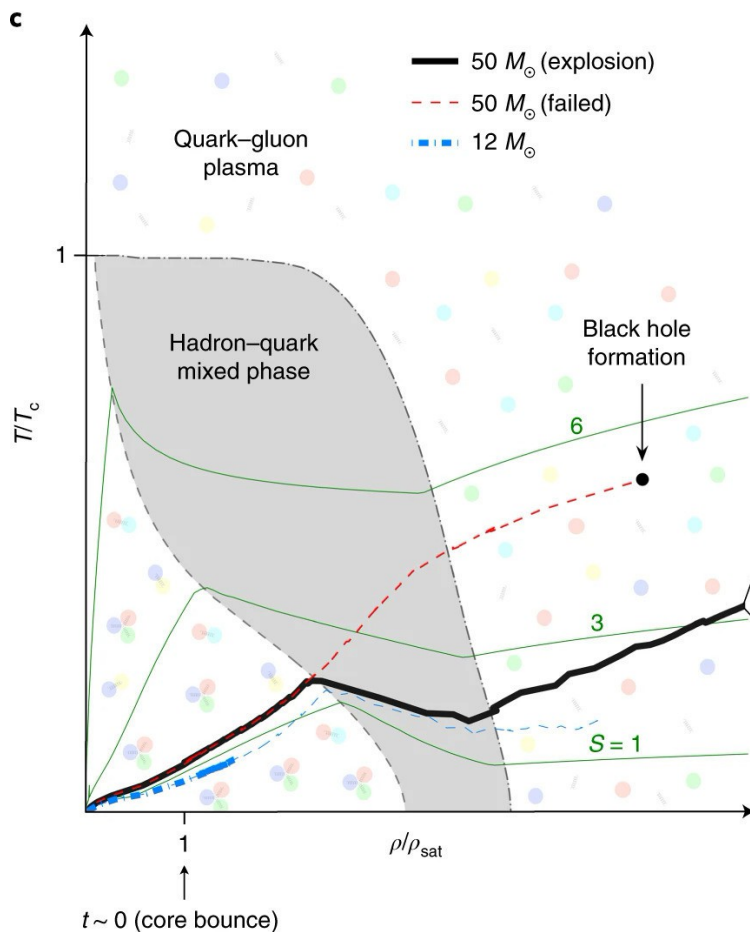 c
50 M⊙ (explosion)
50 M⊙ (failed)
12 M⊙
Quark–gluon
plasma
1
Hadron–quark
mixed phase
Black hole
formation
T/Tc
6
3
S = 1
1
ρ/ρsat
t ~ 0 (core bounce)